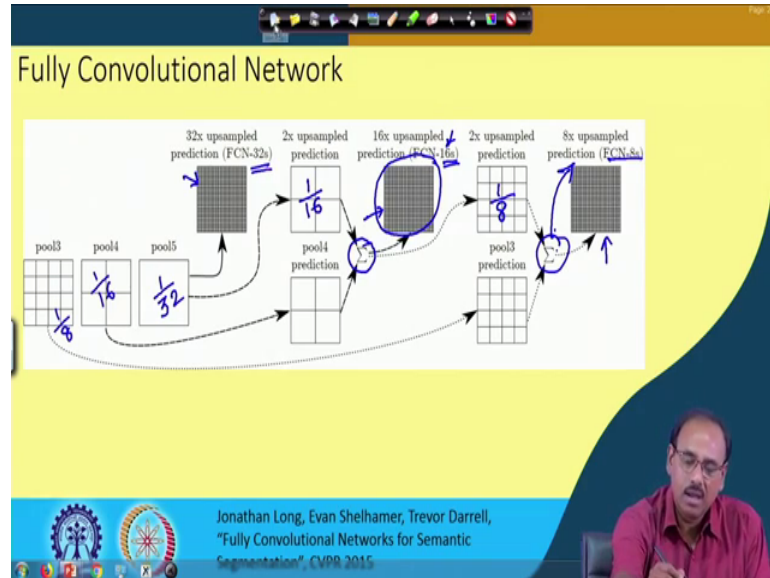 Page 2
Fully Convolutional Network
32x upsampled
prediction (FCN-32s)
2x upsampled
prediction
16x upsampled
prediction (FCN-16s)
2x upsampled
prediction
8x upsampled
prediction (FCN-8s)
1/16
1/8
pool3
pool4
pool5
pool4
prediction
pool3
prediction
Σ
Σ
1/8
1/16
1/32
Jonathan Long, Evan Shelhamer, Trevor Darrell,
"Fully Convolutional Networks for Semantic
Segmentation", CVPR 2015